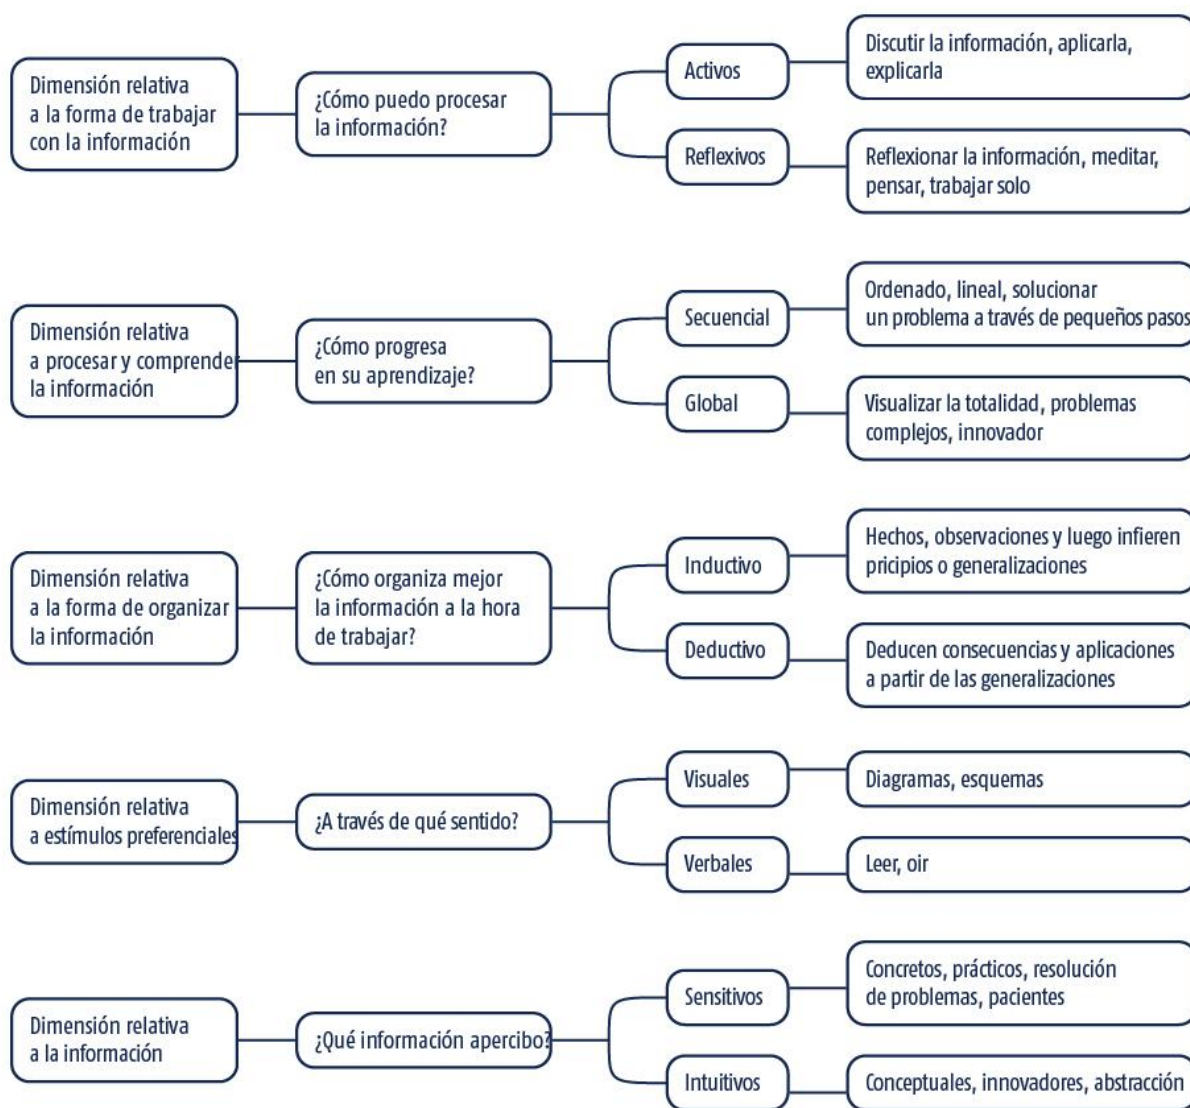 Dimensión relativa
a la forma de trabajar
con la información
¿Cómo puedo procesar
la información?
Activos
Discutir la información, aplicarla,
explicarla
Reflexivos
Reflexionar la información, meditar,
pensar, trabajar solo
Dimensión relativa
a procesar y comprender
la información
¿Cómo progresa
en su aprendizaje?
Secuencial
Ordenado, lineal, solucionar
un problema a través de pequeños pasos
Global
Visualizar la totalidad, problemas
complejos, innovador
Dimensión relativa
a la forma de organizar
la información
¿Cómo organiza mejor
la información a la hora
de trabajar?
Inductivo
Hechos, observaciones y luego infieren
pricipios o generalizaciones
Deductivo
Deducen consecuencias y aplicaciones
a partir de las generalizaciones
Dimensión relativa
a estímulos preferenciales
¿A través de qué sentido?
Visuales
Diagramas, esquemas
Verbales
Leer, oir
Dimensión relativa
a la información
¿Qué información apercibo?
Sensitivos
Concretos, prácticos, resolución
de problemas, pacientes
Intuitivos
Conceptuales, innovadores, abstracción